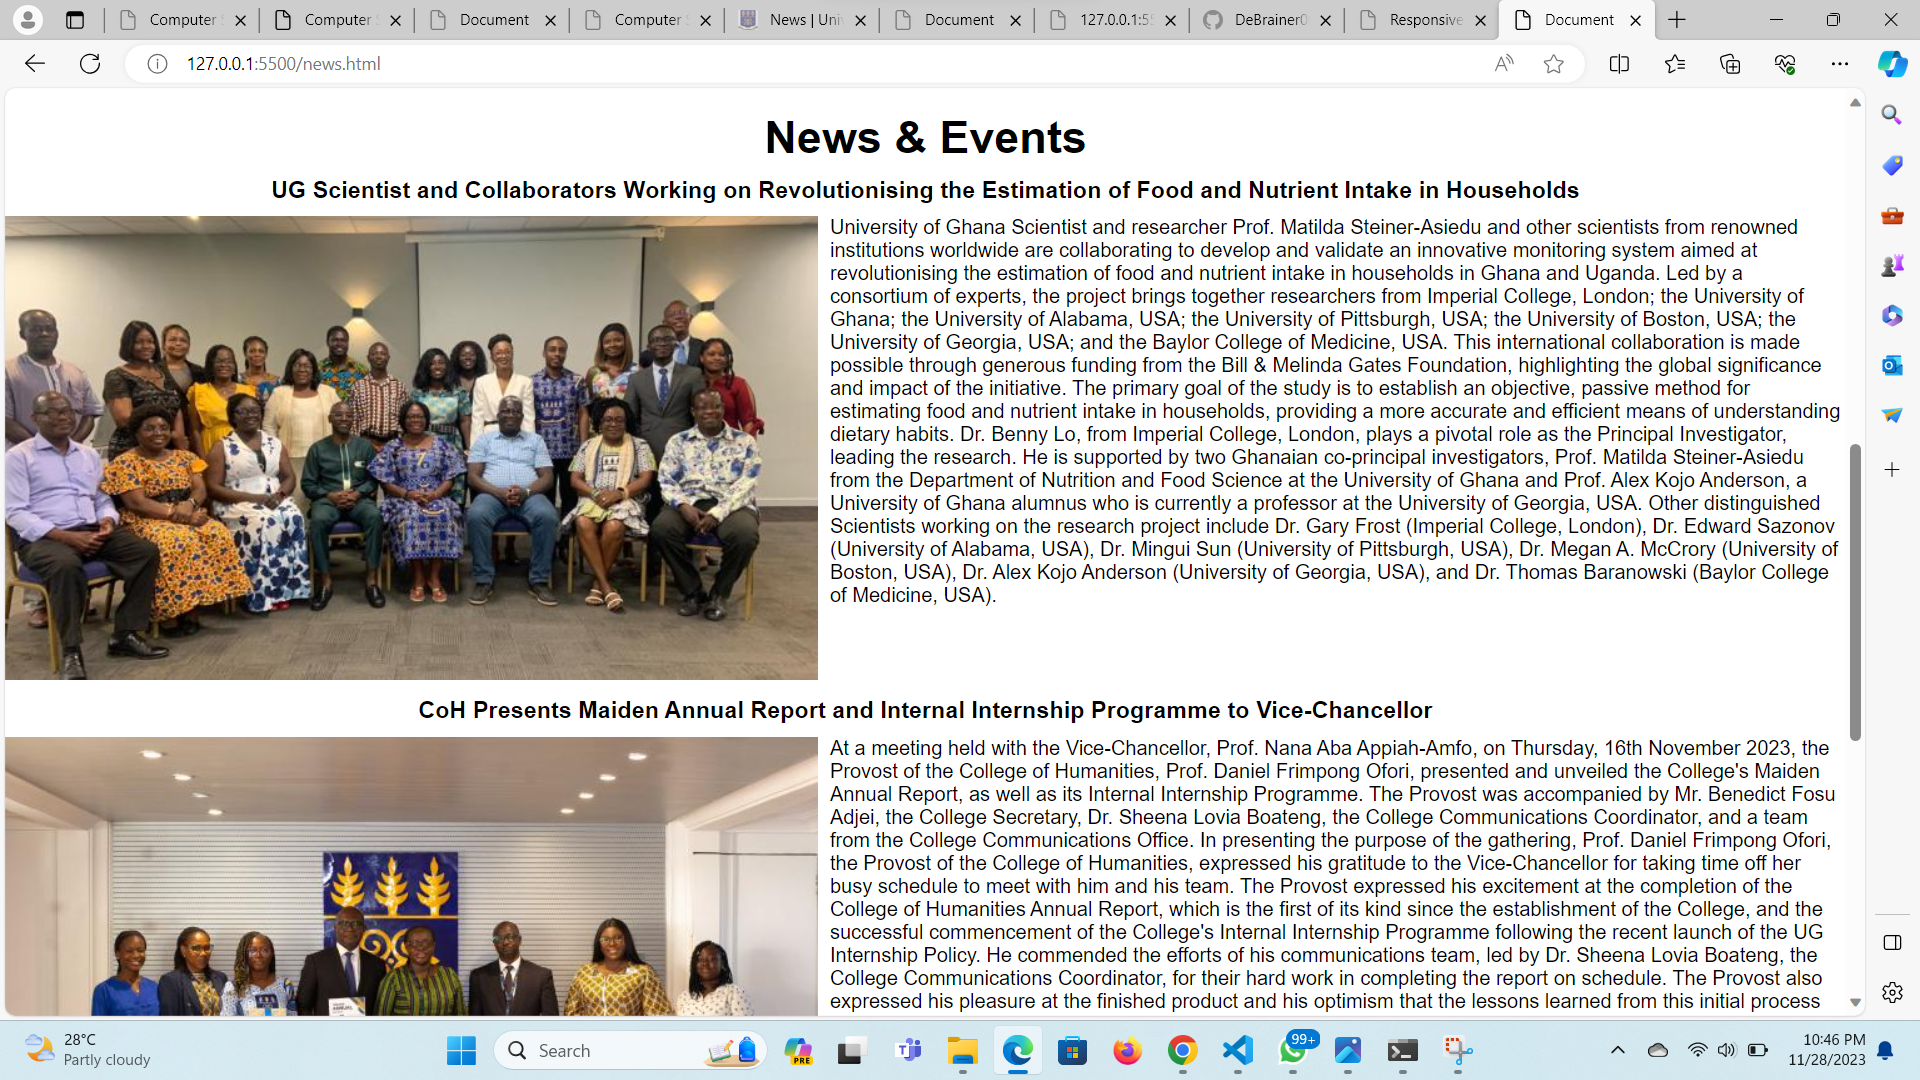 Computer S
Computer S
Document
Computer S
News | Univ
Document
127.0.0.1:55
DeBrainer0
Responsive
Document
127.0.0.1:5500/news.html
News & Events
UG Scientist and Collaborators Working on Revolutionising the Estimation of Food and Nutrient Intake in Households
University of Ghana Scientist and researcher Prof. Matilda Steiner-Asiedu and other scientists from renowned
institutions worldwide are collaborating to develop and validate an innovative monitoring system aimed at
revolutionising the estimation of food and nutrient intake in households in Ghana and Uganda. Led by a
consortium of experts, the project brings together researchers from Imperial College, London; the University of
Ghana; the University of Alabama, USA; the University of Pittsburgh, USA; the University of Boston, USA; the
University of Georgia, USA; and the Baylor College of Medicine, USA. This international collaboration is made
possible through generous funding from the Bill & Melinda Gates Foundation, highlighting the global significance
and impact of the initiative. The primary goal of the study is to establish an objective, passive method for
estimating food and nutrient intake in households, providing a more accurate and efficient means of understanding
dietary habits. Dr. Benny Lo, from Imperial College, London, plays a pivotal role as the Principal Investigator,
leading the research. He is supported by two Ghanaian co-principal investigators, Prof. Matilda Steiner-Asiedu
from the Department of Nutrition and Food Science at the University of Ghana and Prof. Alex Kojo Anderson, a
University of Ghana alumnus who is currently a professor at the University of Georgia, USA. Other distinguished
Scientists working on the research project include Dr. Gary Frost (Imperial College, London), Dr. Edward Sazonov
(University of Alabama, USA), Dr. Mingui Sun (University of Pittsburgh, USA), Dr. Megan A. McCrory (University of
Boston, USA), Dr. Alex Kojo Anderson (University of Georgia, USA), and Dr. Thomas Baranowski (Baylor College
of Medicine, USA).
CoH Presents Maiden Annual Report and Internal Internship Programme to Vice-Chancellor
At a meeting held with the Vice-Chancellor, Prof. Nana Aba Appiah-Amfo, on Thursday, 16th November 2023, the
Provost of the College of Humanities, Prof. Daniel Frimpong Ofori, presented and unveiled the College's Maiden
Annual Report, as well as its Internal Internship Programme. The Provost was accompanied by Mr. Benedict Fosu
Adjei, the College Secretary, Dr. Sheena Lovia Boateng, the College Communications Coordinator, and a team
from the College Communications Office. In presenting the purpose of the gathering, Prof. Daniel Frimpong Ofori,
the Provost of the College of Humanities, expressed his gratitude to the Vice-Chancellor for taking time off her
busy schedule to meet with him and his team. The Provost expressed his excitement at the completion of the
College of Humanities Annual Report, which is the first of its kind since the establishment of the College, and the
successful commencement of the College's Internal Internship Programme following the recent launch of the UG
Internship Policy. He commended the efforts of his communications team, led by Dr. Sheena Lovia Boateng, the
College Communications Coordinator, for their hard work in completing the report on schedule. The Provost also
expressed his pleasure at the finished product and his optimism that the lessons learned from this initial process
28°C
Partly cloudy
Search
PRE
99+
10:46 PM
11/28/2023